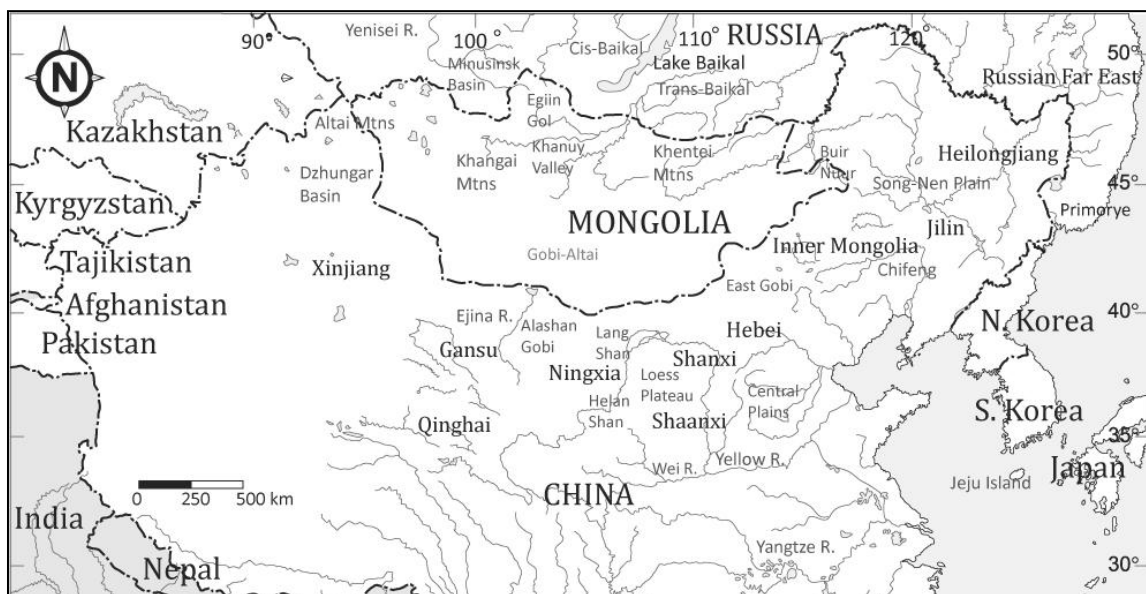 90°
Yenisei R.
100°
Cis-Baikal
110°
RUSSIA
120°
50°
N
Minusinsk
Basin
Lake Baikal
Russian Far East
Kazakhstan
Altai Mtns
Egiin
Gol
Trans-Baikal
Khangai
Mtns
Khanuy
Valley
Khentei
Mtns
Buir
Nuur
Heilongjiang
Dzhungar
Basin
Song-Nen Plain
45°
Kyrgyzstan
MONGOLIA
Jilin
Primorye
Tajikistan
Xinjiang
Gobi-Altai
Inner Mongolia
Chifeng
Afghanistan
East Gobi
40°
Pakistan
Ejina R.
Alashan
Gobi
Lang
Shan
Hebei
N. Korea
Gansu
Ningxia
Shanxi
Loess
Plateau
Central
Plains
Qinghai
Helan
Shan
Shaanxi
S. Korea
35°
Wei R.
Yellow R.
Japan
0
250
500 km
CHINA
Jeju Island
India
Yangtze R.
Nepal
30°